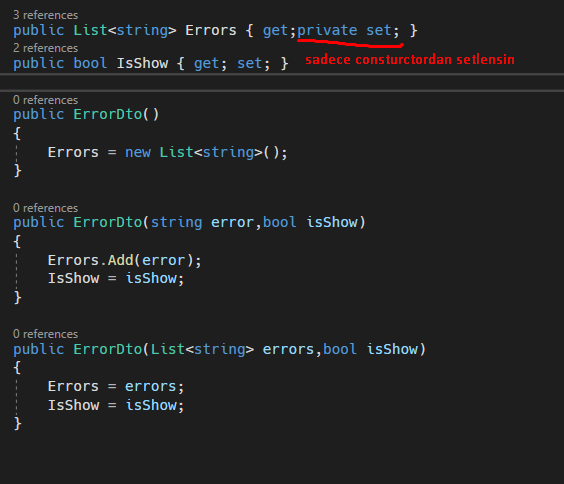 3 references
public List<string> Errors { get;private set; }
2 references
public bool IsShow { get; set; }
sadece consturctordan setlensin
0 references
public ErrorDto()
{
Errors = new List<string>();
}
0 references
public ErrorDto(string error,bool isShow)
{
Errors.Add(error);
IsShow = isShow;
}
0 references
public ErrorDto(List<string> errors,bool isShow)
{
Errors = errors;
IsShow = isShow;
}